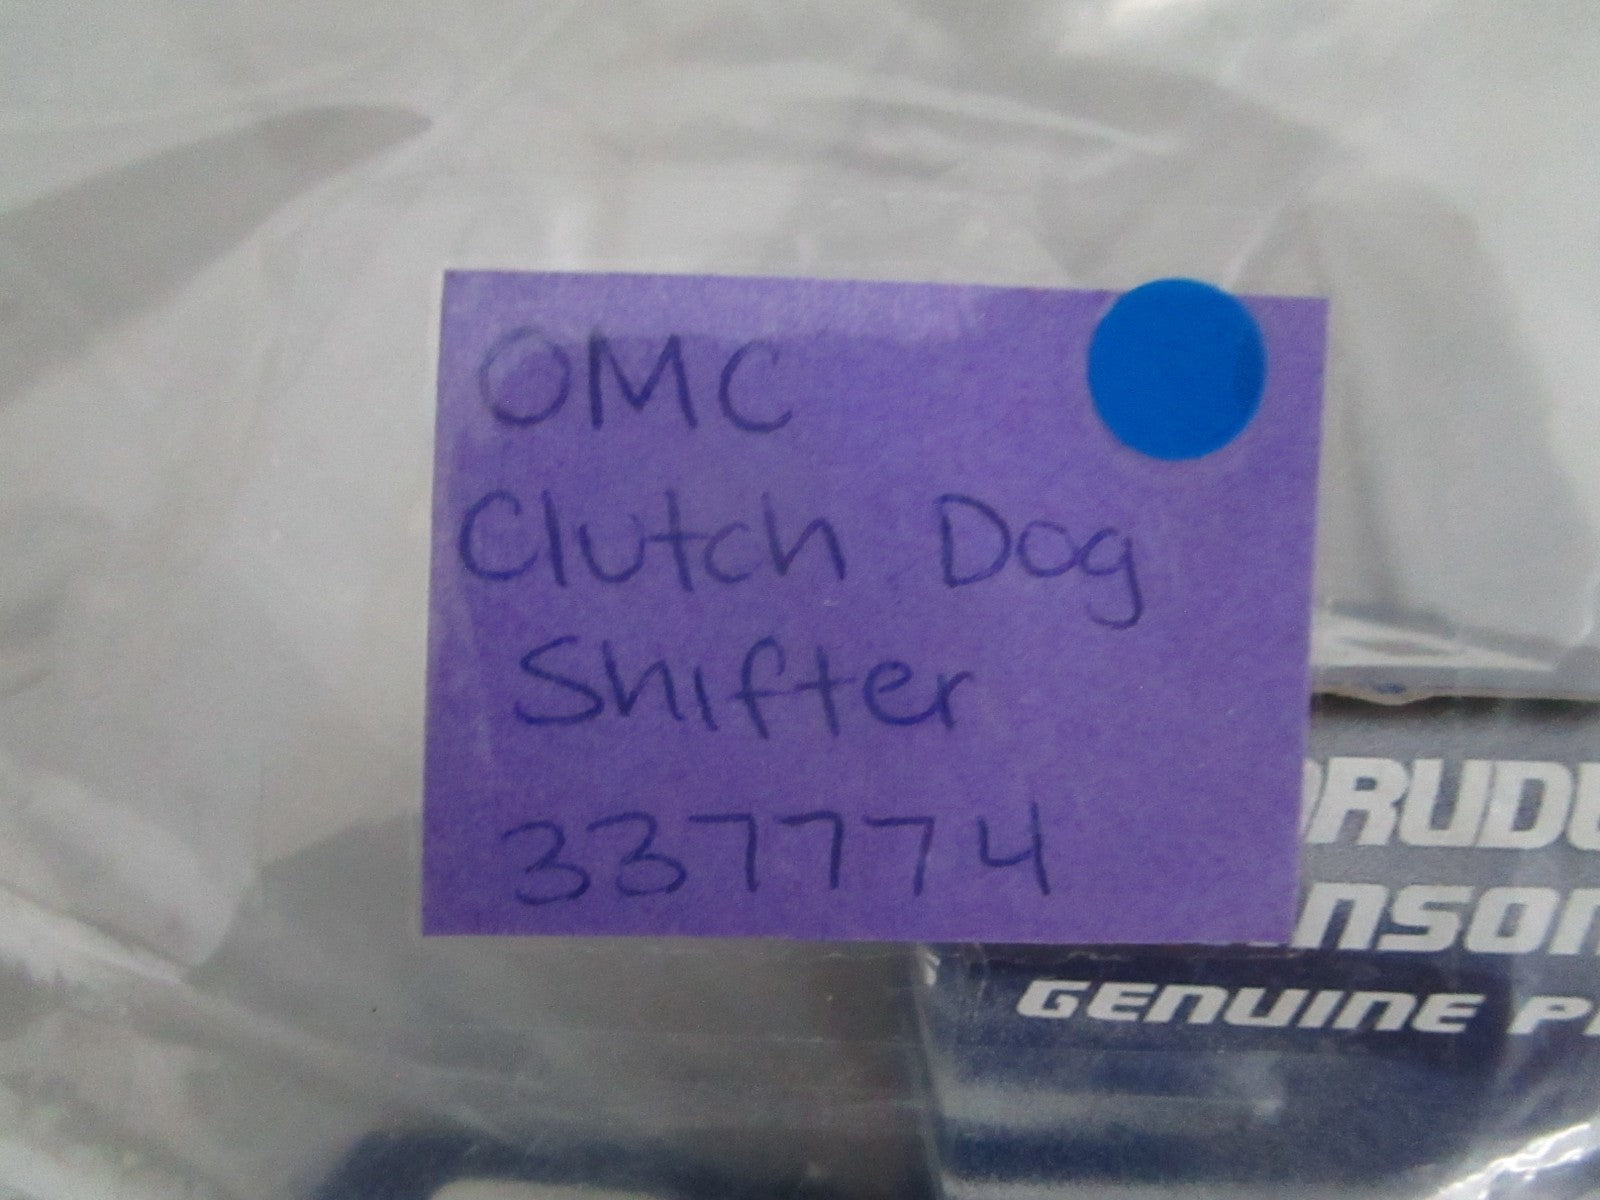 OMC
Clutch Dog
Shifter
337774
GENUINE